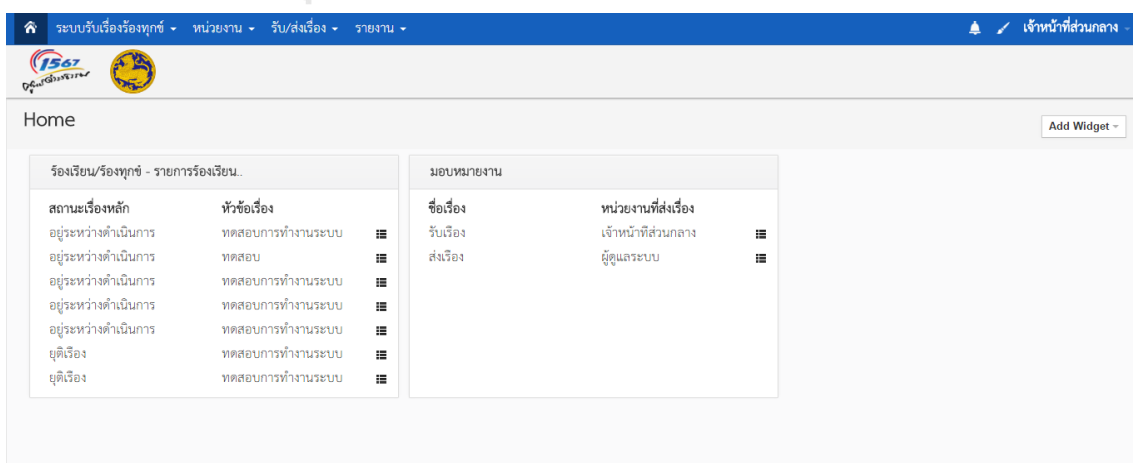 ระบบรับเรื่องร้องทุกข์ หน่วยงาน รับ/ส่งเรื่อง รายงาน เจ้าหน้าที่ส่วนกลาง
1567
Home
Add Widget
ร้องเรียน/ร้องทุกข์ - รายการร้องเรียน.. มอบหมายงาน
สถานะเรื่องหลัก หัวข้อเรื่อง ชื่อเรื่อง หน่วยงานที่ส่งเรื่อง
อยู่ระหว่างดำเนินการ ทดสอบการทำงานระบบ รับเรื่อง เจ้าหน้าที่ส่วนกลาง
อยู่ระหว่างดำเนินการ ทดสอบ ส่งเรื่อง ผู้ดูแลระบบ
อยู่ระหว่างดำเนินการ ทดสอบการทำงานระบบ
อยู่ระหว่างดำเนินการ ทดสอบการทำงานระบบ
อยู่ระหว่างดำเนินการ ทดสอบการทำงานระบบ
ยุติเรื่อง ทดสอบการทำงานระบบ
ยุติเรื่อง ทดสอบการทำงานระบบ